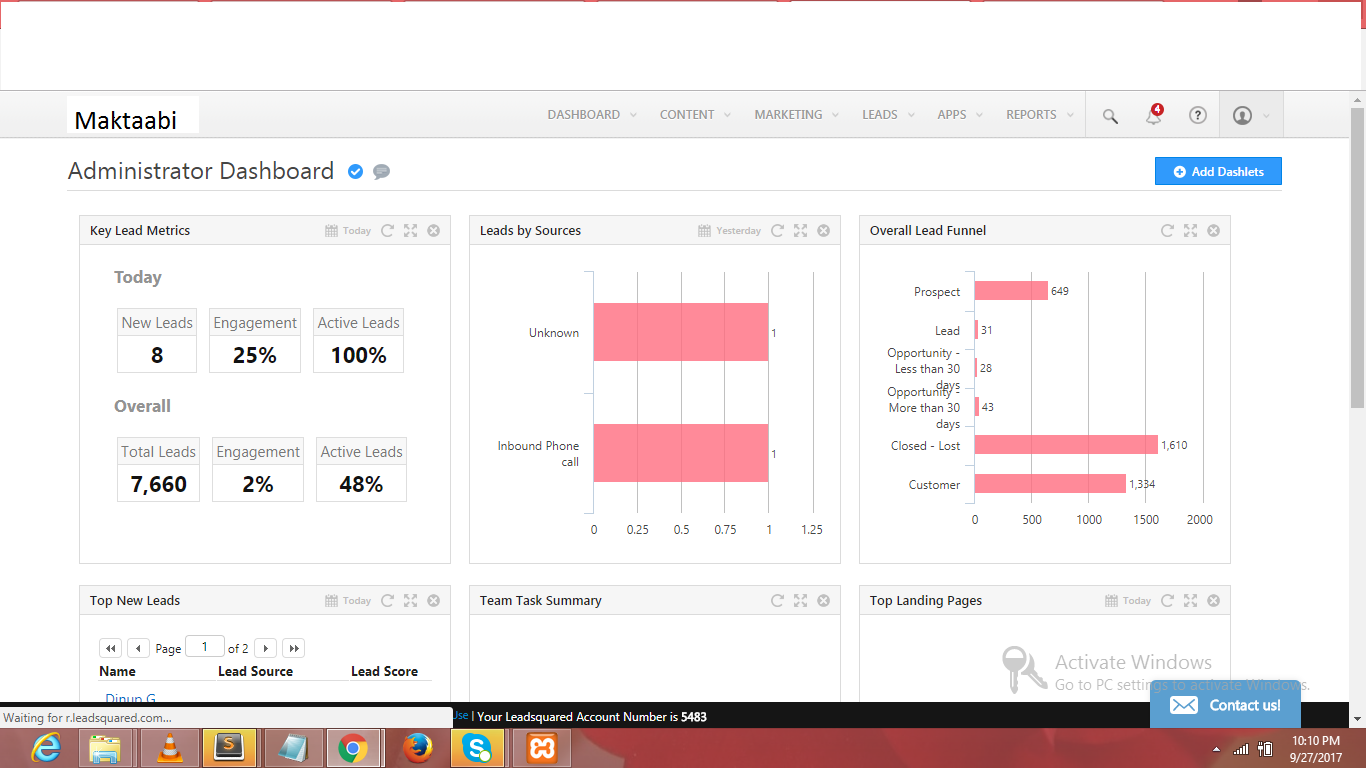 Maktaabi
DASHBOARD CONTENT MARKETING LEADS APPS REPORTS 4 ?
Administrator Dashboard
Add Dashlets
Key Lead Metrics Today
Today
New Leads Engagement Active Leads
8 25% 100%
Overall
Total Leads Engagement Active Leads
7,660 2% 48%
Leads by Sources Yesterday
Unknown 1
Inbound Phone
call 1
0 0.25 0.5 0.75 1 1.25
Overall Lead Funnel
Prospect 649
Lead 31
Opportunity -
Less than 30
days 28
Opportunity -
More than 30
days 43
Closed - Lost 1,610
Customer 1,334
0 500 1000 1500 2000
Top New Leads Today
Page 1 of 2
Name Lead Source Lead Score
Dinup G
Team Task Summary
Top Landing Pages Today
Activate Windows
Go to PC settings to activate Windows.
Contact us!
Waiting for r.leadsquared.com...
Use | Your Leadsquared Account Number is 5483
10:10 PM
9/27/2017